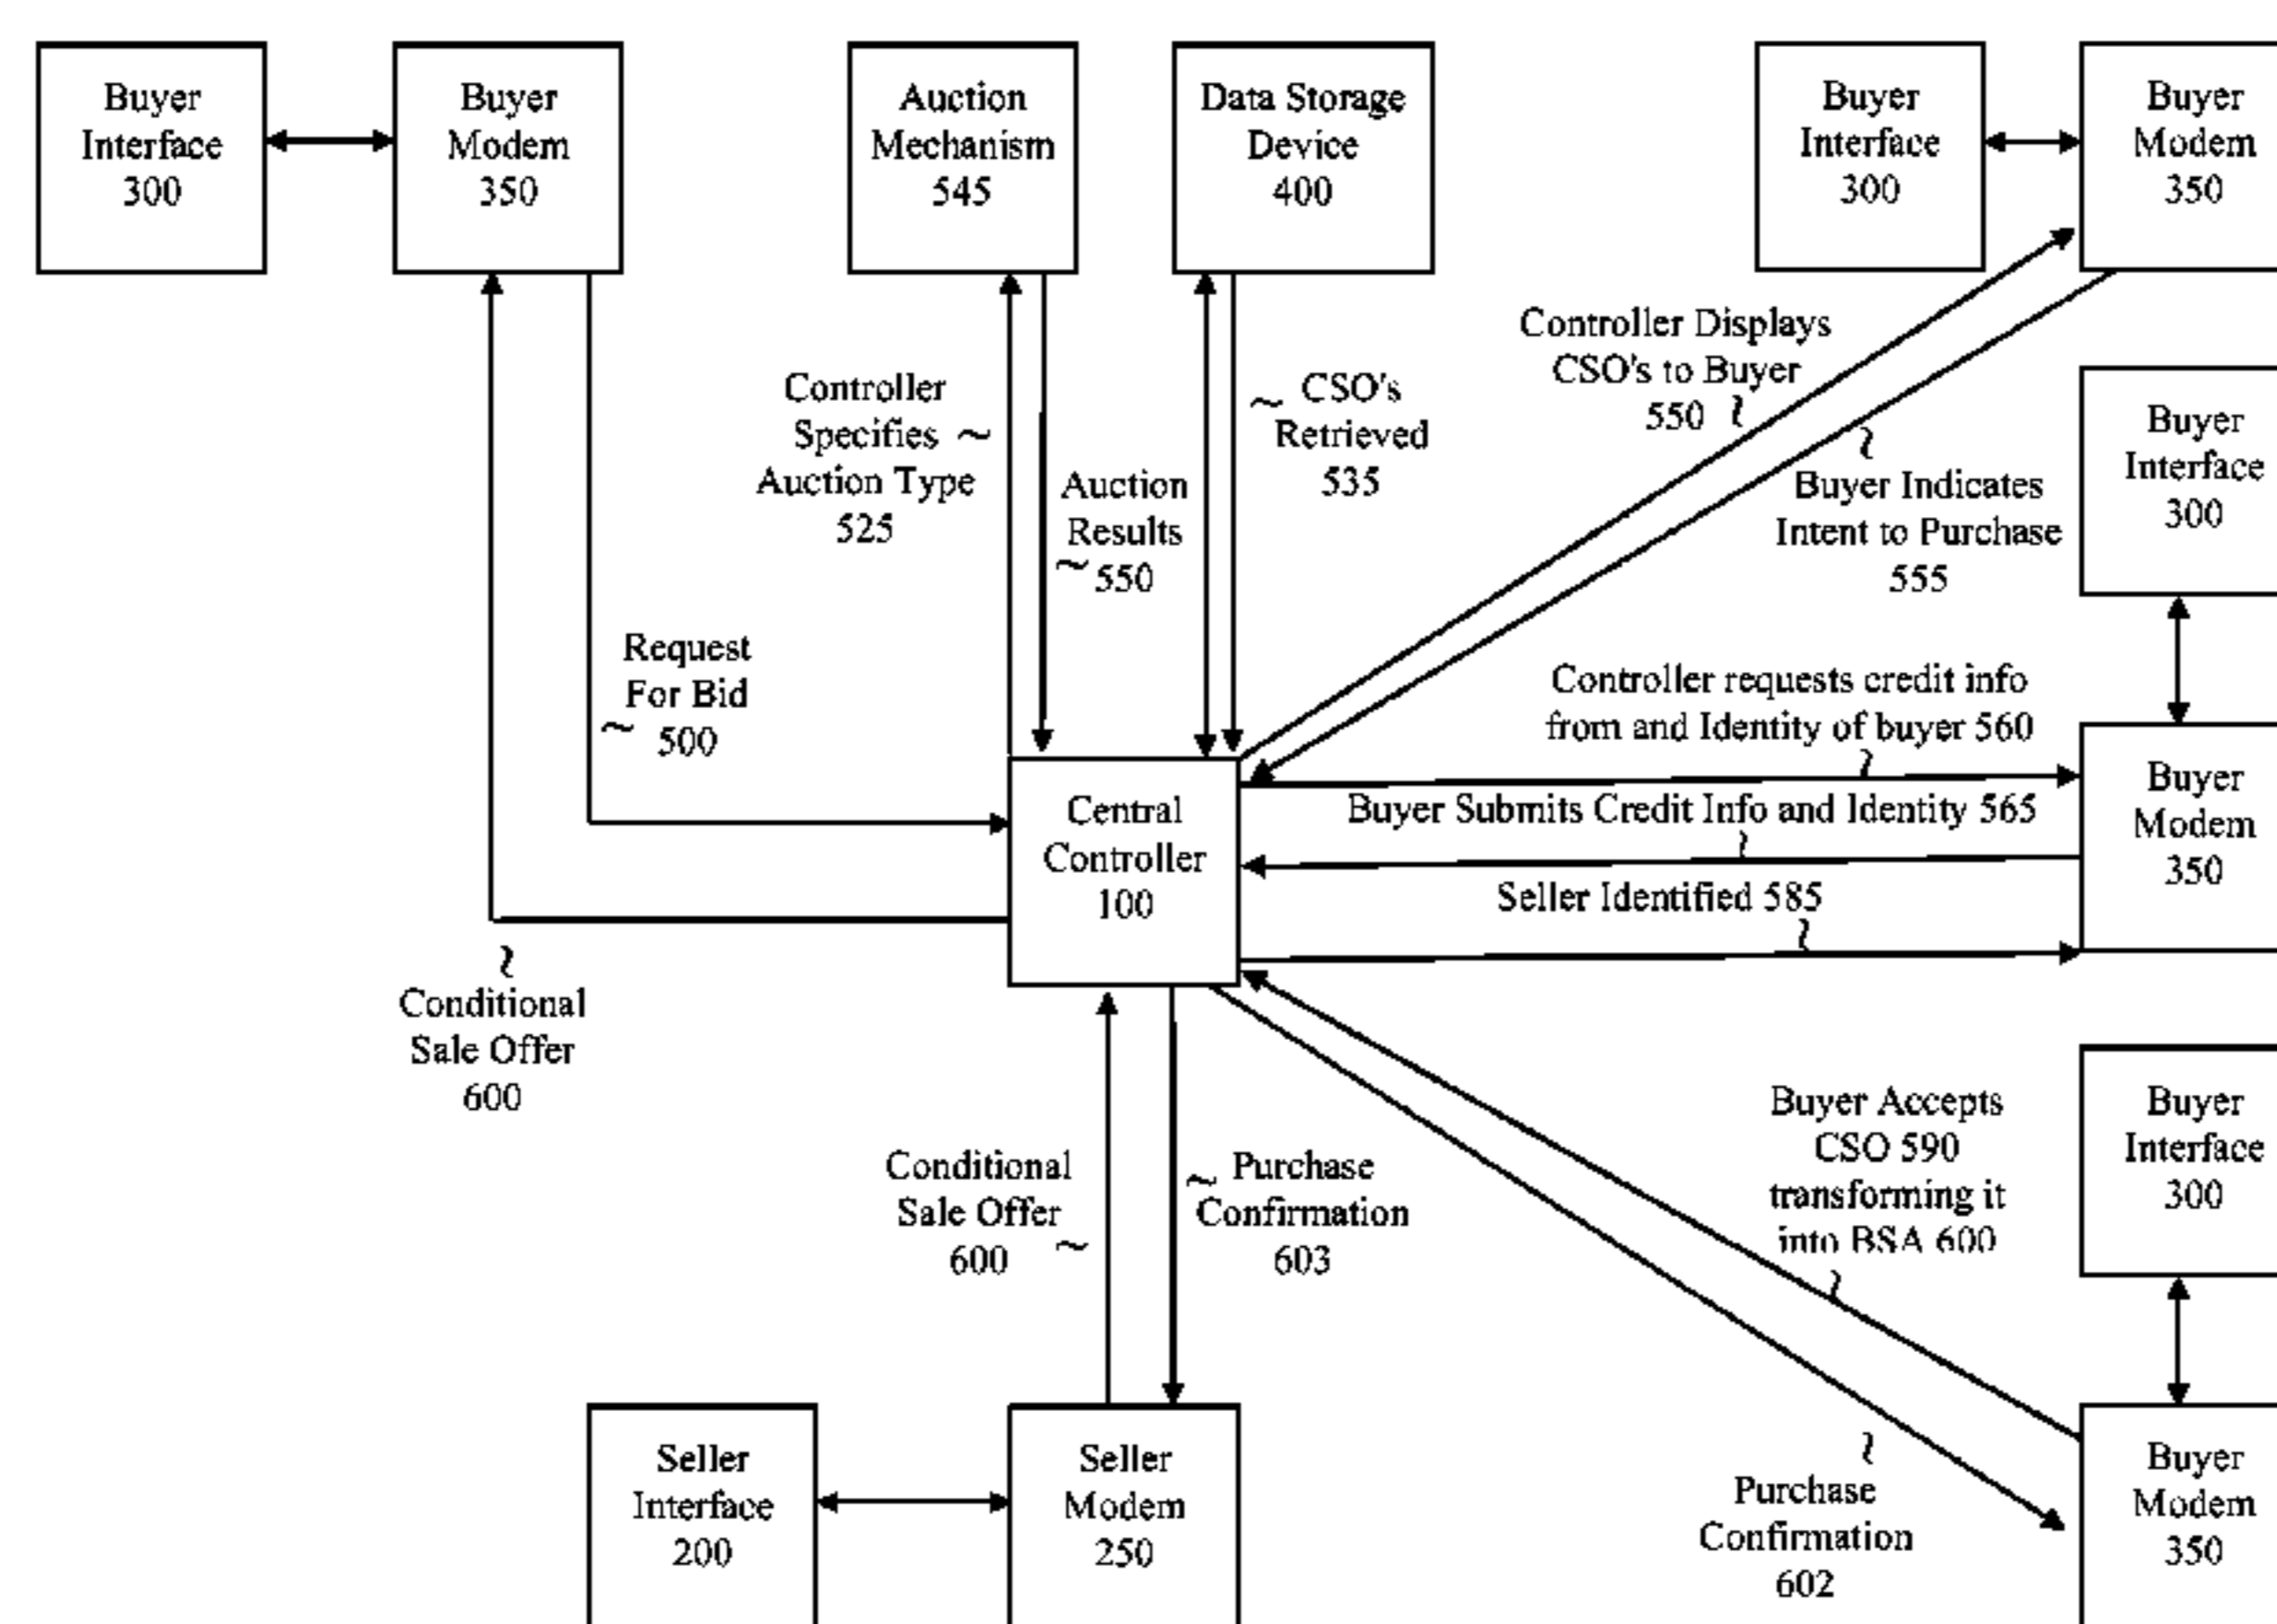 Buyer
Interface
300
Buyer
Modem
350
Auction
Mechanism
545
Data Storage
Device
400
Buyer
Interface
300
Buyer
Modem
350
Controller Displays
CSO's to Buyer
550
Controller
Specifies
Auction Type
525
Auction
Results
550
CSO's
Retrieved
535
Buyer Indicates
Intent to Purchase
555
Buyer
Interface
300
Request
For Bid
500
Controller requests credit info
from and Identity of buyer 560
Buyer Submits Credit Info and Identity 565
Seller Identified 585
Buyer
Modem
350
Central
Controller
100
Conditional
Sale Offer
600
Conditional
Sale Offer
600
Purchase
Confirmation
603
Buyer Accepts
CSO 590
transforming it
into BSA 600
Buyer
Interface
300
Seller
Interface
200
Seller
Modem
250
Purchase
Confirmation
602
Buyer
Modem
350